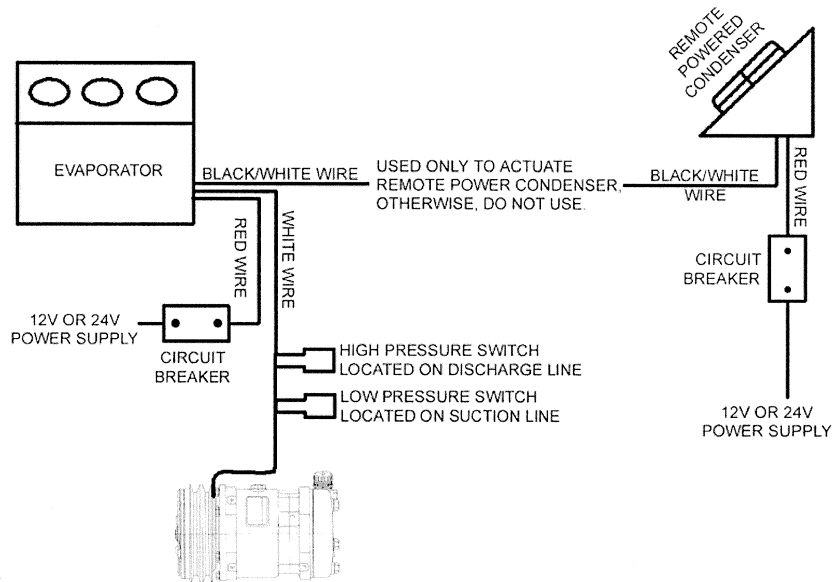 REMOTE
POWERED
CONDENSER
EVAPORATOR
BLACK/WHITE WIRE
USED ONLY TO ACTUATE
REMOTE POWER CONDENSER,
OTHERWISE, DO NOT USE.
BLACK/WHITE
WIRE
RED WIRE
RED WIRE
WHITE WIRE
CIRCUIT
BREAKER
12V OR 24V
POWER SUPPLY
CIRCUIT
BREAKER
HIGH PRESSURE SWITCH
LOCATED ON DISCHARGE LINE
LOW PRESSURE SWITCH
LOCATED ON SUCTION LINE
12V OR 24V
POWER SUPPLY